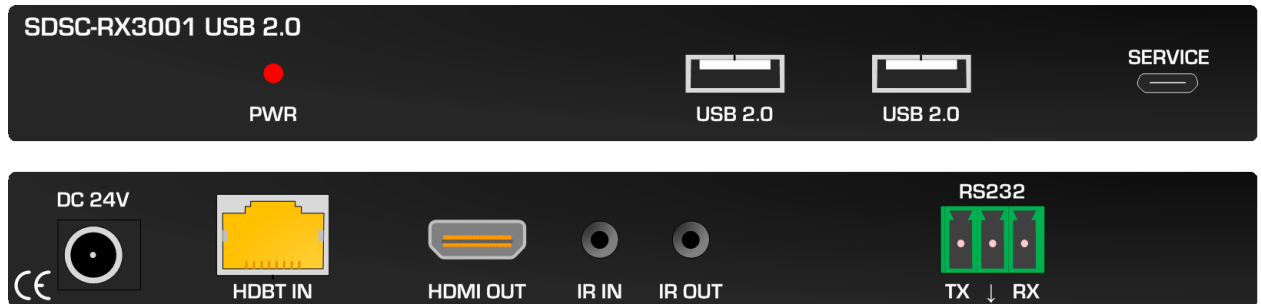 SDSC-RX3001 USB 2.0
PWR
USB 2.0
USB 2.0
SERVICE
DC 24V
CE
HDBT IN
HDMI OUT
IR IN
IR OUT
RS232
TX ↓ RX